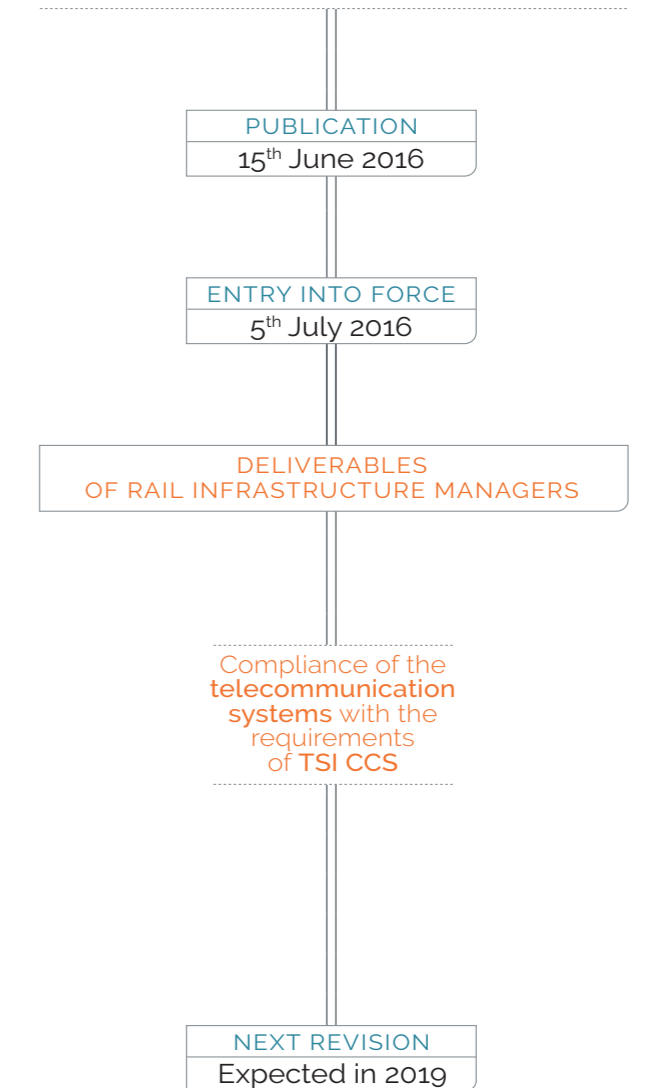 PUBLICATION
15th June 2016
ENTRY INTO FORCE
5th July 2016
DELIVERABLES
OF RAIL INFRASTRUCTURE MANAGERS
Compliance of the
telecommunication
systems with the
requirements
of TSI CCS
NEXT REVISION
Expected in 2019